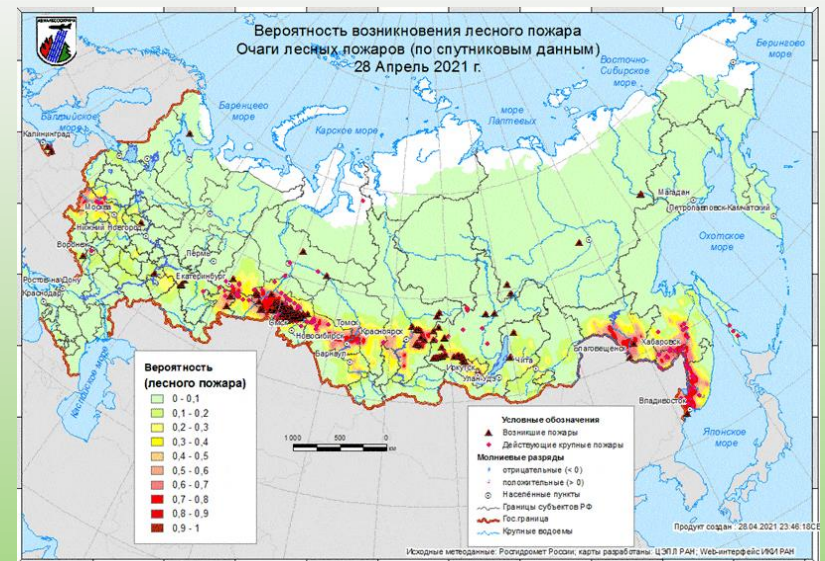 Вероятность возникновения лесного пожара
Очаги лесных пожаров (по спутниковым данным)
28 Апрель 2021 г.
Берингово
море
Восточно-
Сибирское
море
море
Лаптевых
Баренцево
море
Карское море
Балтийское
море
Калининград
Москва
Нижний Новгород
Воронеж
Пермь
Екатеринбург
Ростов-на-Дону
Краснодар
Магадан
Петропавловск-Камчатский
Охотское
море
Омск
Томск
Новосибирск
Красноярск
Барнаул
Иркутск
Улан-Удэ
Чита
Благовещенск
Хабаровск
Владивосток
Японское
море
Каспийское море
Вероятность
(лесного пожара)
0 - 0,1
0,1 - 0,2
0,2 - 0,3
0,3 - 0,4
0,4 - 0,5
0,5 - 0,6
0,6 - 0,7
0,7 - 0,8
0,8 - 0,9
0,9 - 1
1 000 500 0
км
Условные обозначения
Возникшие пожары
Действующие крупные пожары
Молниевые разряды
отрицательные (< 0)
положительные (> 0)
Населённые пункты
Границы субъектов РФ
Гос.граница
Крупные водоемы
Продукт создан : 28.04.2021 23:46:18
Исходные метеоданные: Росгидромет России; карты разработаны: ЦЭПЛ РАН; Web-интерфейс ИКИ РАН